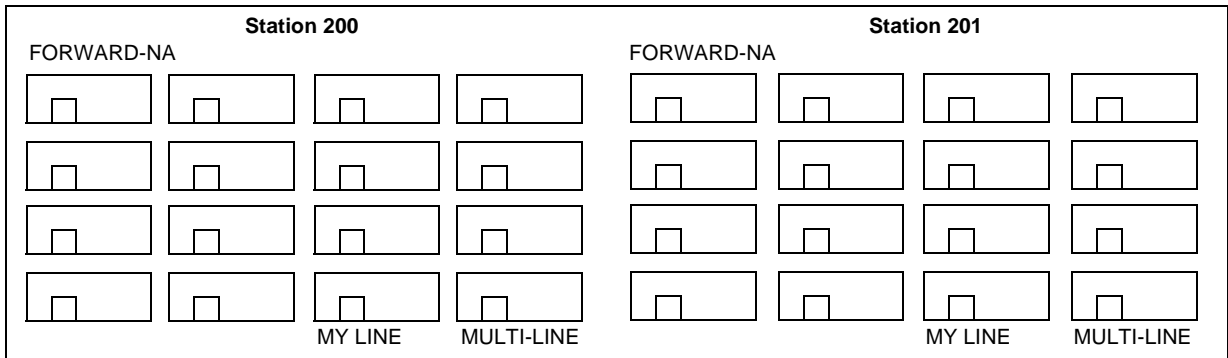 Station 200
FORWARD-NA
MY LINE
MULTI-LINE
Station 201
FORWARD-NA
MY LINE
MULTI-LINE